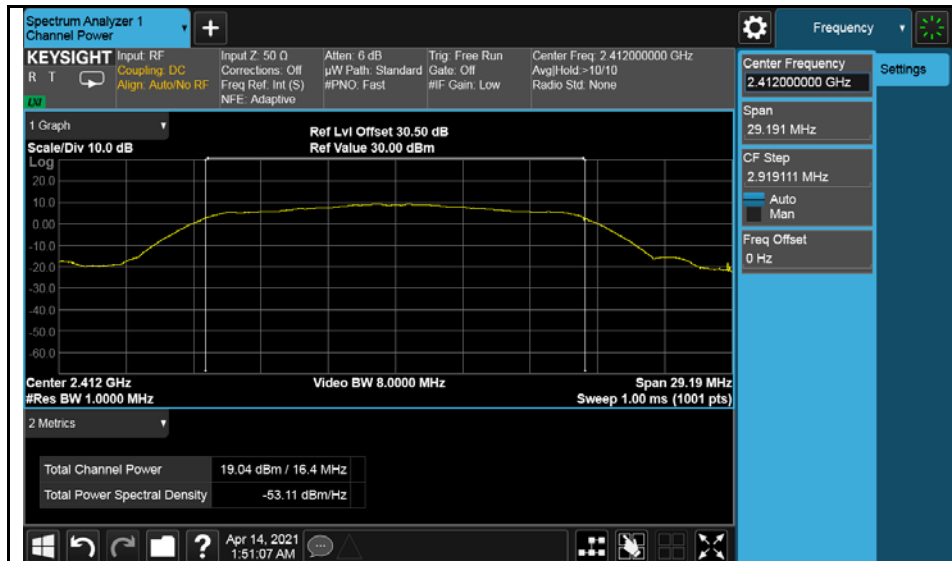 Spectrum Analyzer 1
Channel Power
+
Frequency
KEYSIGHT
R T
LXI
Input: RF
Coupling: DC
Align: Auto/No RF
Input Z: 50 Ω
Corrections: Off
Freq Ref: Int (S)
NFE: Adaptive
Atten: 6 dB
µW Path: Standard
#PNO: Fast
Trig: Free Run
Gate: Off
#IF Gain: Low
Center Freq: 2.412000000 GHz
Avg|Hold:>10/10
Radio Std: None
Center Frequency
2.412000000 GHz
Settings
Span
29.191 MHz
CF Step
2.919111 MHz
Auto
Man
Freq Offset
0 Hz
1 Graph
Scale/Div 10.0 dB
Ref Lvl Offset 30.50 dB
Ref Value 30.00 dBm
Log
20.0
10.0
0.00
-10.0
-20.0
-30.0
-40.0
-50.0
-60.0
Center 2.412 GHz
Video BW 8.0000 MHz
Span 29.19 MHz
#Res BW 1.0000 MHz
Sweep 1.00 ms (1001 pts)
2 Metrics
Total Channel Power 19.04 dBm / 16.4 MHz
Total Power Spectral Density -53.11 dBm/Hz
?
Apr 14, 2021
1:51:07 AM